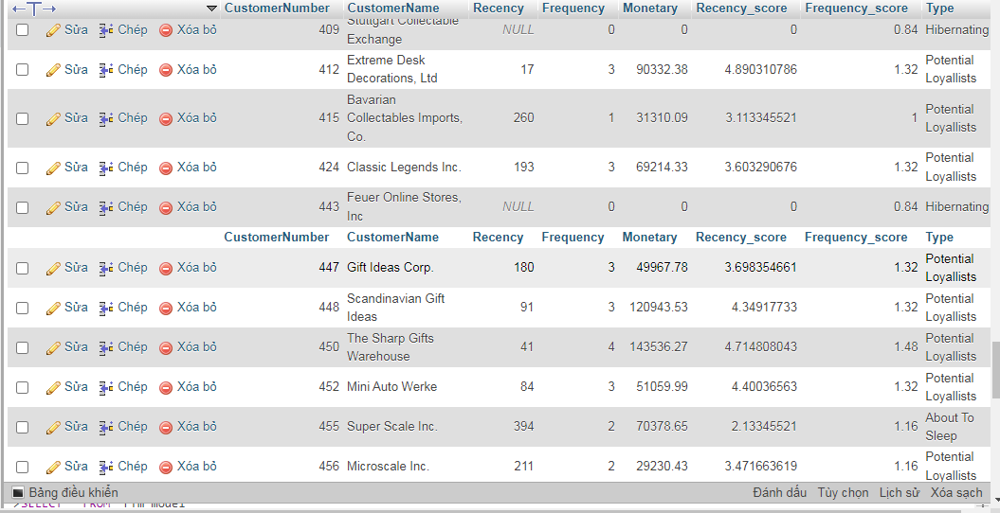 CustomerNumber CustomerName Recency Frequency Monetary Recency_score Frequency_score Type
Sửa Chép Xóa bỏ 409 Stuttgart Collectable Exchange NULL 0 0 0 0.84 Hibernating
Sửa Chép Xóa bỏ 412 Extreme Desk Decorations, Ltd 17 3 90332.38 4.890310786 1.32 Potential Loyallists
Sửa Chép Xóa bỏ 415 Bavarian Collectables Imports, Co. 260 1 31310.09 3.113345521 1 Potential Loyallists
Sửa Chép Xóa bỏ 424 Classic Legends Inc. 193 3 69214.33 3.603290676 1.32 Potential Loyallists
Sửa Chép Xóa bỏ 443 Feuer Online Stores, Inc NULL 0 0 0 0.84 Hibernating
CustomerNumber CustomerName Recency Frequency Monetary Recency_score Frequency_score Type
Sửa Chép Xóa bỏ 447 Gift Ideas Corp. 180 3 49967.78 3.698354661 1.32 Potential Loyallists
Sửa Chép Xóa bỏ 448 Scandinavian Gift Ideas 91 3 120943.53 4.34917733 1.32 Potential Loyallists
Sửa Chép Xóa bỏ 450 The Sharp Gifts Warehouse 41 4 143536.27 4.714808043 1.48 Potential Loyallists
Sửa Chép Xóa bỏ 452 Mini Auto Werke 84 3 51059.99 4.40036563 1.32 Potential Loyallists
Sửa Chép Xóa bỏ 455 Super Scale Inc. 394 2 70378.65 2.13345521 1.16 About To Sleep
Sửa Chép Xóa bỏ 456 Microscale Inc. 211 2 29230.43 3.471663619 1.16 Potential Loyallists
Bảng điều khiển Đánh dấu Tùy chọn Lịch sử Xóa sạch
>SELECT * FROM